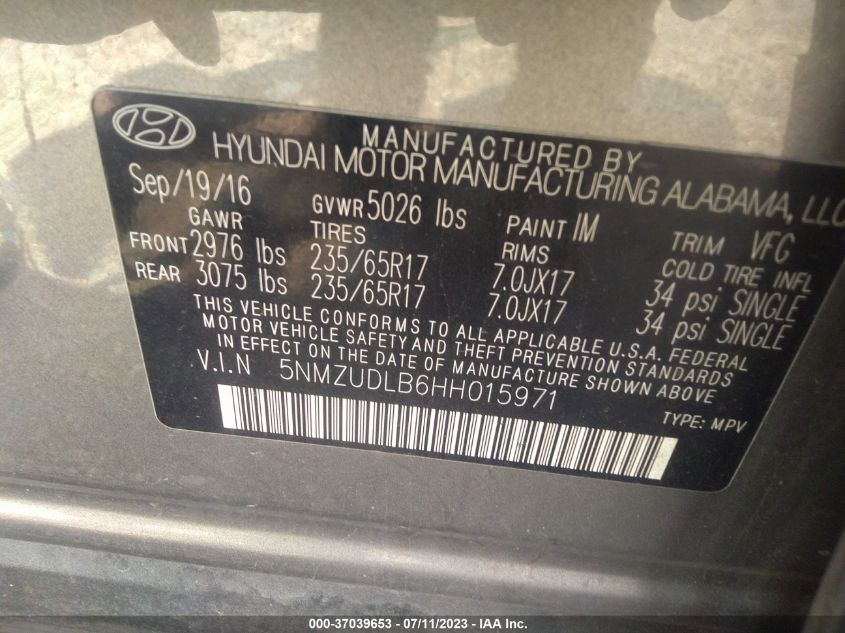 MANUFACTURED BY
HYUNDAI MOTOR MANUFACTURING ALABAMA, LLC
Sep/19/16 GVWR 5026 lbs PAINT IM TRIM VFG
GAWR TIRES RIMS COLD TIRE INFL
FRONT 2976 lbs 235/65R17 7.0JX17 34 psi SINGLE
REAR 3075 lbs 235/65R17 7.0JX17 34 psi SINGLE
THIS VEHICLE CONFORMS TO ALL APPLICABLE U.S.A. FEDERAL
MOTOR VEHICLE SAFETY AND THEFT PREVENTION STANDARDS
IN EFFECT ON THE DATE OF MANUFACTURE SHOWN ABOVE
V.I.N 5NMZUDLB6HH015971
TYPE: MPV
000-37039653 - 07/11/2023 - IAA Inc.